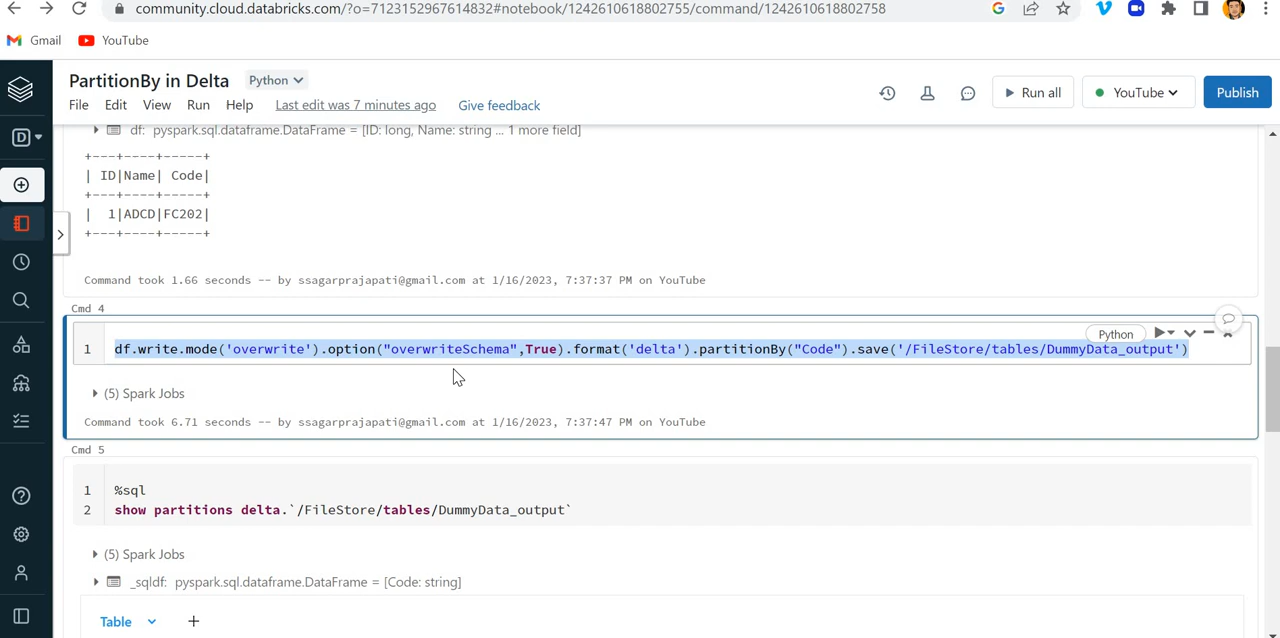 community.cloud.databricks.com/?o=7123152967614832#notebook/1242610618802755/command/1242610618802758
Gmail YouTube
PartitionBy in Delta Python
File Edit View Run Help Last edit was 7 minutes ago Give feedback
Run all YouTube Publish
D
df: pyspark.sql.dataframe.DataFrame = [ID: long, Name: string ... 1 more field]
+---+----+-----+
| ID|Name| Code|
+---+----+-----+
| 1|ADCD|FC202|
+---+----+-----+
Command took 1.66 seconds -- by ssagarprajapati@gmail.com at 1/16/2023, 7:37:37 PM on YouTube
Cmd 4
Python
1 df.write.mode('overwrite').option("overwriteSchema",True).format('delta').partitionBy("Code").save('/FileStore/tables/DummyData_output')
(5) Spark Jobs
Command took 6.71 seconds -- by ssagarprajapati@gmail.com at 1/16/2023, 7:37:47 PM on YouTube
Cmd 5
1 %sql
2 show partitions delta.`/FileStore/tables/DummyData_output`
(5) Spark Jobs
_sqldf: pyspark.sql.dataframe.DataFrame = [Code: string]
Table +